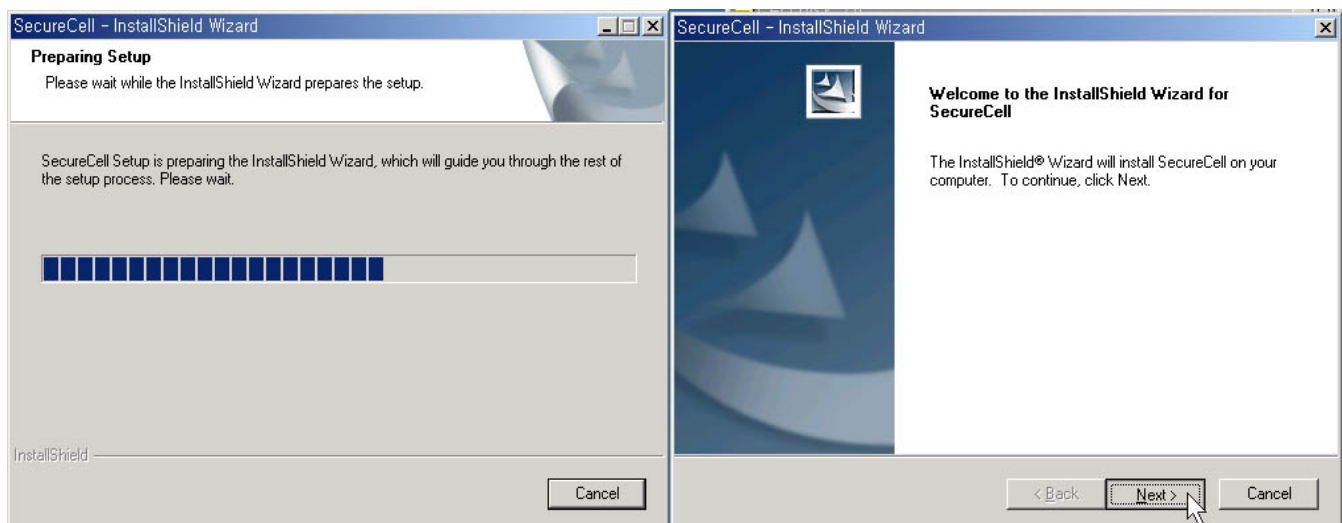 SecureCell - InstallShield Wizard
Preparing Setup
Please wait while the InstallShield Wizard prepares the setup.
SecureCell Setup is preparing the InstallShield Wizard, which will guide you through the rest of
the setup process. Please wait.
InstallShield
Cancel
SecureCell - InstallShield Wizard
Welcome to the InstallShield Wizard for
SecureCell
The InstallShield® Wizard will install SecureCell on your
computer. To continue, click Next.
< Back
Next >
Cancel